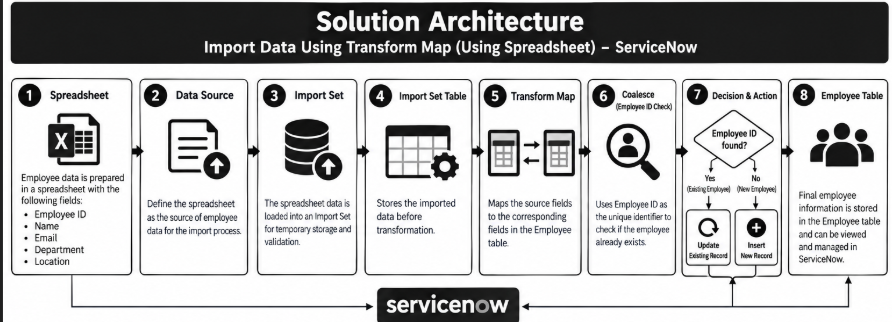 Solution Architecture
Import Data Using Transform Map (Using Spreadsheet) – ServiceNow
1 Spreadsheet
X
Employee data is prepared
in a spreadsheet with the
following fields:
• Employee ID
• Name
• Email
• Department
• Location
2 Data Source
Define the spreadsheet
as the source of employee
data for the import process.
3 Import Set
The spreadsheet data is
loaded into an Import Set
for temporary storage and
validation.
4 Import Set Table
Stores the imported
data before
transformation.
5 Transform Map
Maps the source fields
to the corresponding
fields in the Employee
table.
6 Coalesce
(Employee ID Check)
Uses Employee ID as
the unique identifier to
check if the employee
already exists.
7 Decision & Action
Employee ID
found?
Yes
(Existing Employee)
No
(New Employee)
Update
Existing Record
Insert
New Record
8 Employee Table
Final employee
information is stored
in the Employee table
and can be viewed
and managed in
ServiceNow.
servicenow